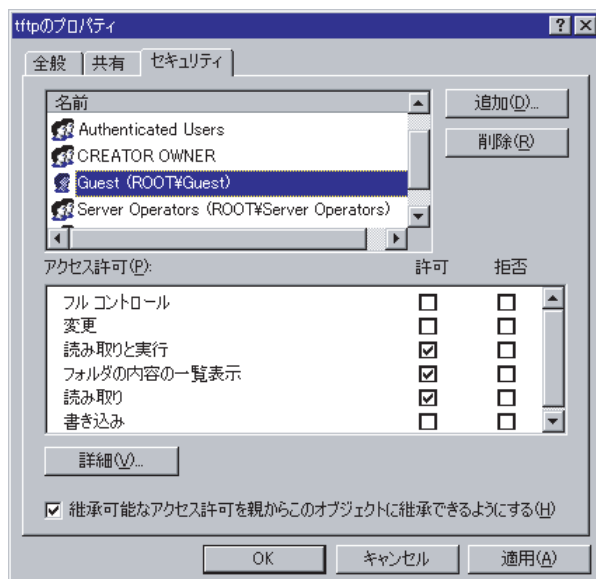 tftpのプロパティ
全般 共有 セキュリティ
名前
追加(D)...
Authenticated Users
削除(R)
CREATOR OWNER
Guest (ROOT¥Guest)
Server Operators (ROOT¥Server Operators)
アクセス許可(P): 許可 拒否
フル コントロール
変更
読み取りと実行
フォルダの内容の一覧表示
読み取り
書き込み
詳細(V)...
継承可能なアクセス許可を親からこのオブジェクトに継承できるようにする(H)
OK キャンセル 適用(A)